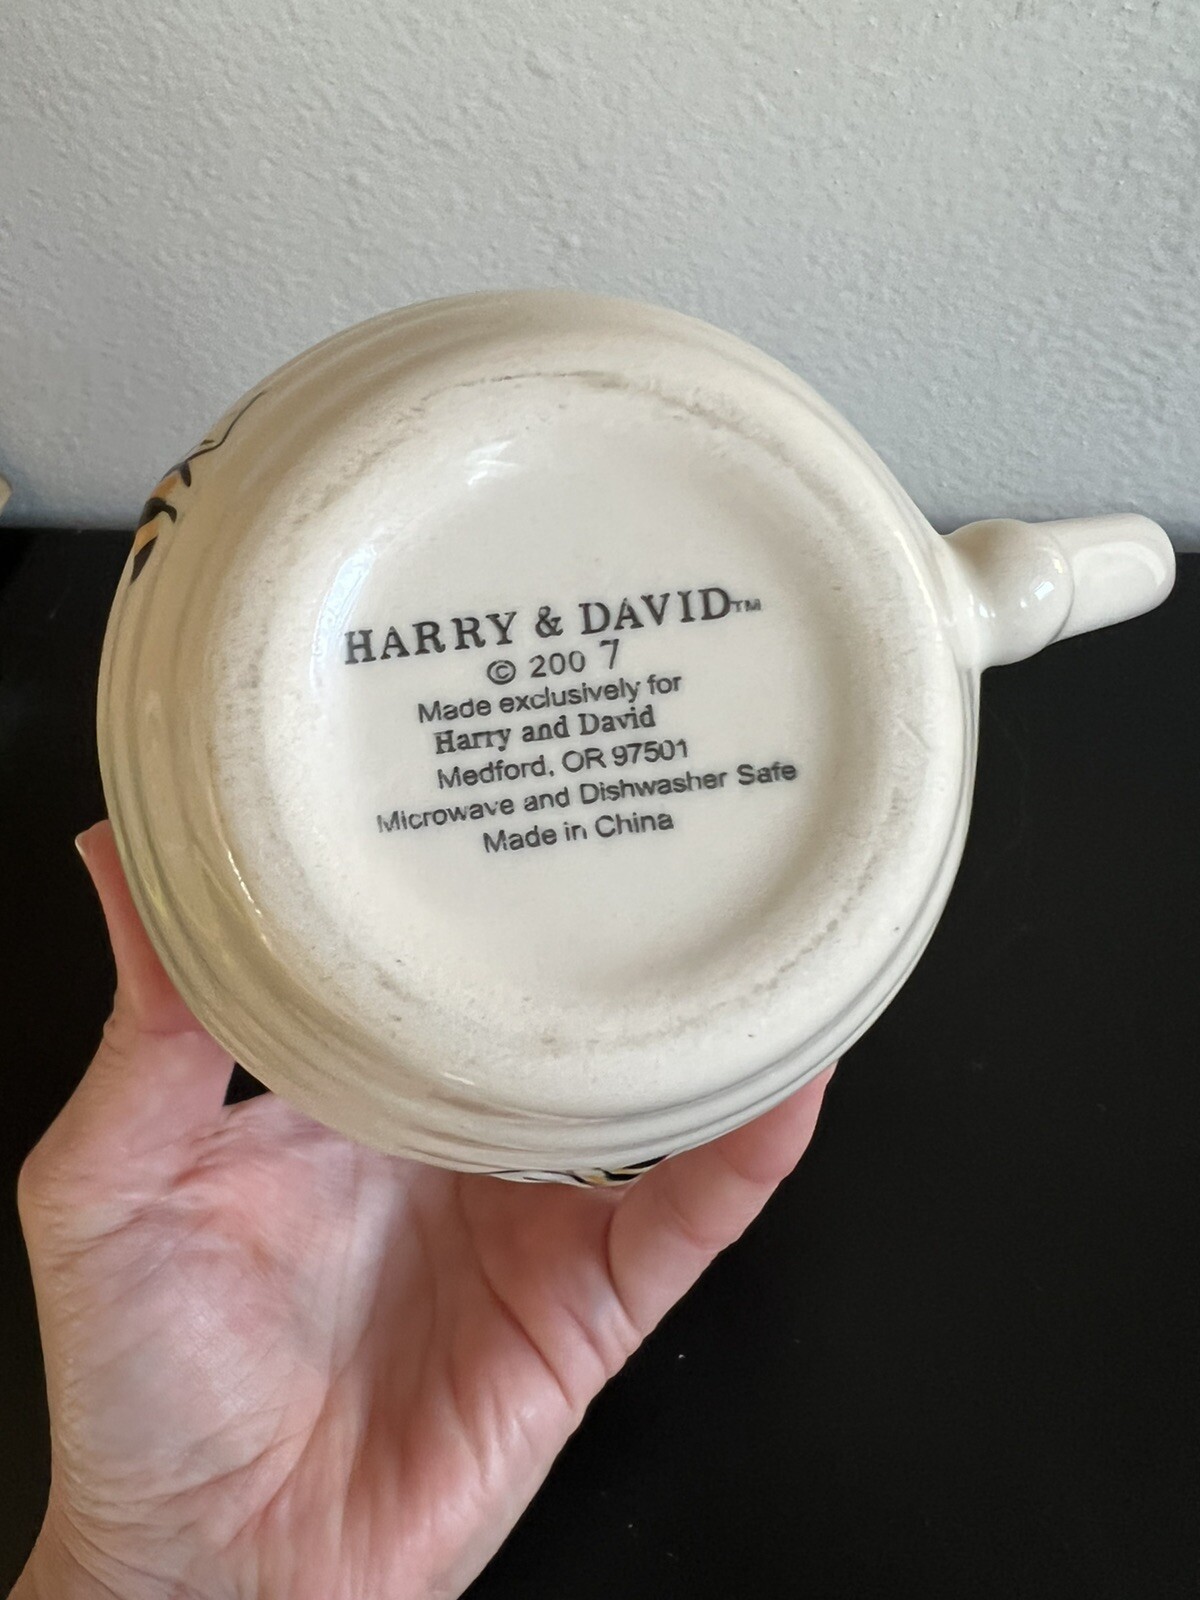 HARRY & DAVID™
© 200 7
Made exclusively for
Harry and David
Medford, OR 97501
Microwave and Dishwasher Safe
Made in China